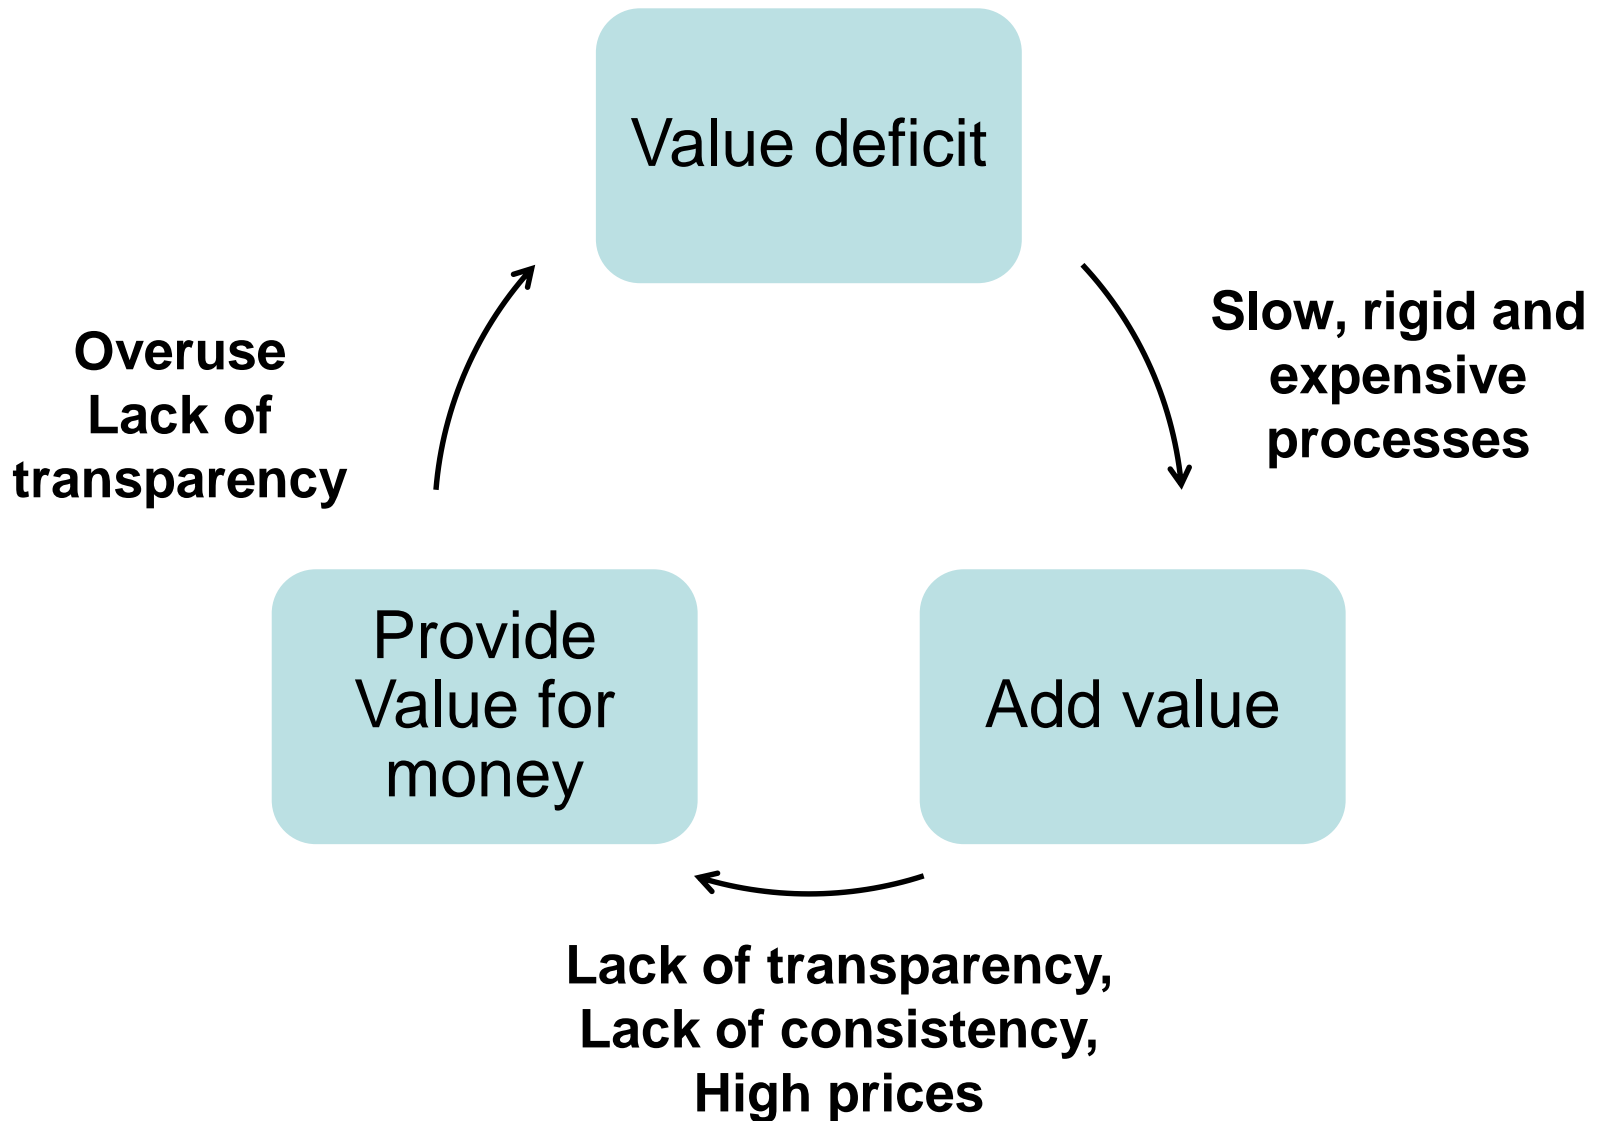 Value deficit
Slow, rigid and
expensive
processes
Overuse
Lack of
transparency
Provide
Value for
money
Add value
Lack of transparency,
Lack of consistency,
High prices